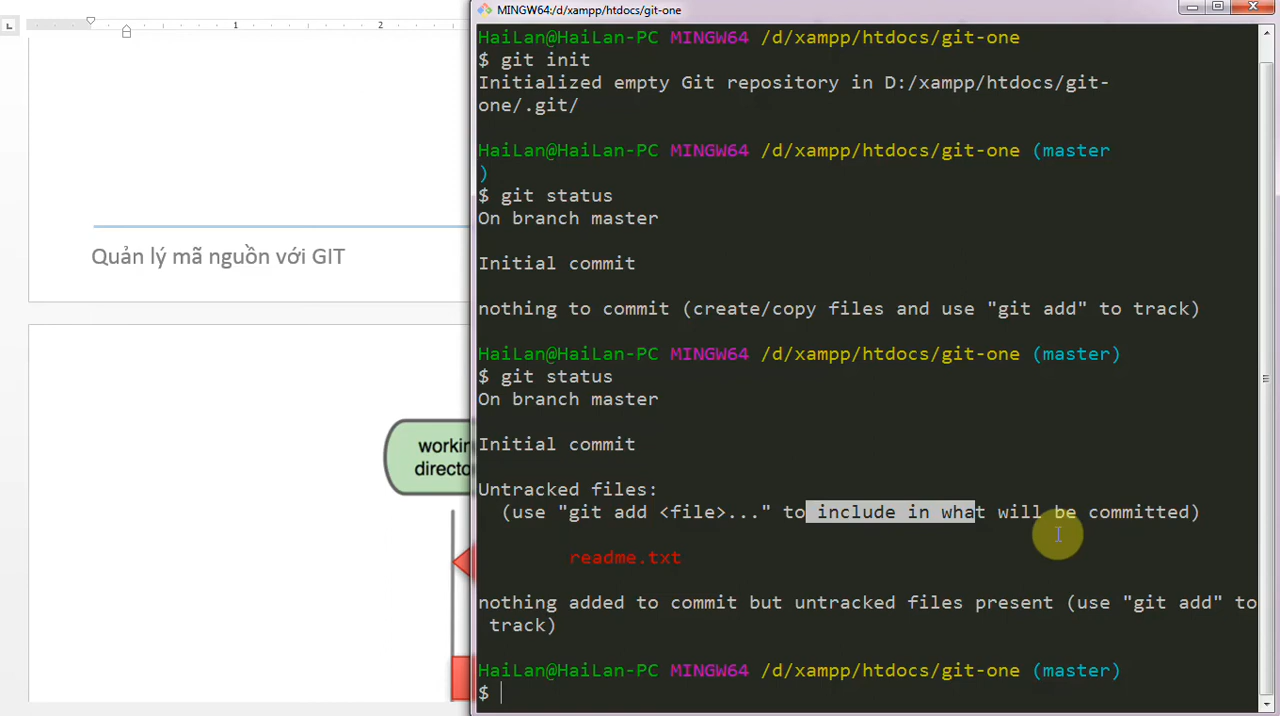 MINGW64:/d/xampp/htdocs/git-one
1
2
Quản lý mã nguồn với GIT
HaiLan@HaiLan-PC MINGW64 /d/xampp/htdocs/git-one
$ git init
Initialized empty Git repository in D:/xampp/htdocs/git-
one/.git/
HaiLan@HaiLan-PC MINGW64 /d/xampp/htdocs/git-one (master
)
$ git status
On branch master
Initial commit
nothing to commit (create/copy files and use "git add" to track)
HaiLan@HaiLan-PC MINGW64 /d/xampp/htdocs/git-one (master)
$ git status
On branch master
Initial commit
Untracked files:
(use "git add <file>..." to include in what will be committed)
readme.txt
nothing added to commit but untracked files present (use "git add" to
track)
HaiLan@HaiLan-PC MINGW64 /d/xampp/htdocs/git-one (master)
$